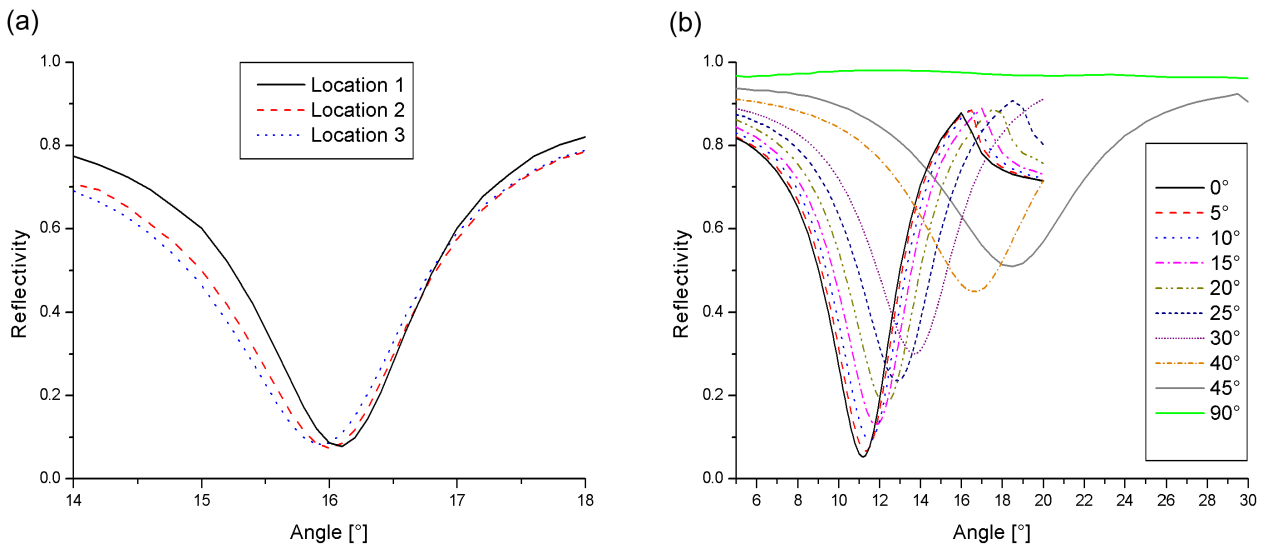 (a)
(b)
1.0
0.8
0.6
0.4
0.2
0.0
Reflectivity
Location 1
Location 2
Location 3
14 15 16 17 18
Angle [°]
1.0
0.8
0.6
0.4
0.2
0.0
Reflectivity
0°
5°
10°
15°
20°
25°
30°
40°
45°
90°
6 8 10 12 14 16 18 20 22 24 26 28 30
Angle [°]